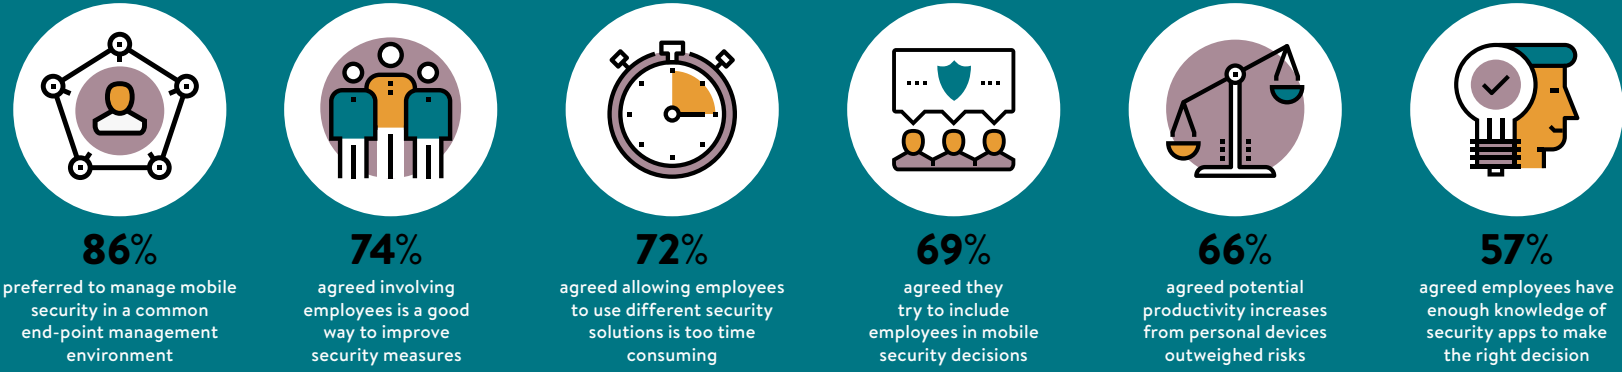 86%
preferred to manage mobile
security in a common
end-point management
environment
74%
agreed involving
employees is a good
way to improve
security measures
72%
agreed allowing employees
to use different security
solutions is too time
consuming
69%
agreed they
try to include
employees in mobile
security decisions
66%
agreed potential
productivity increases
from personal devices
outweighed risks
57%
agreed employees have
enough knowledge of
security apps to make
the right decision